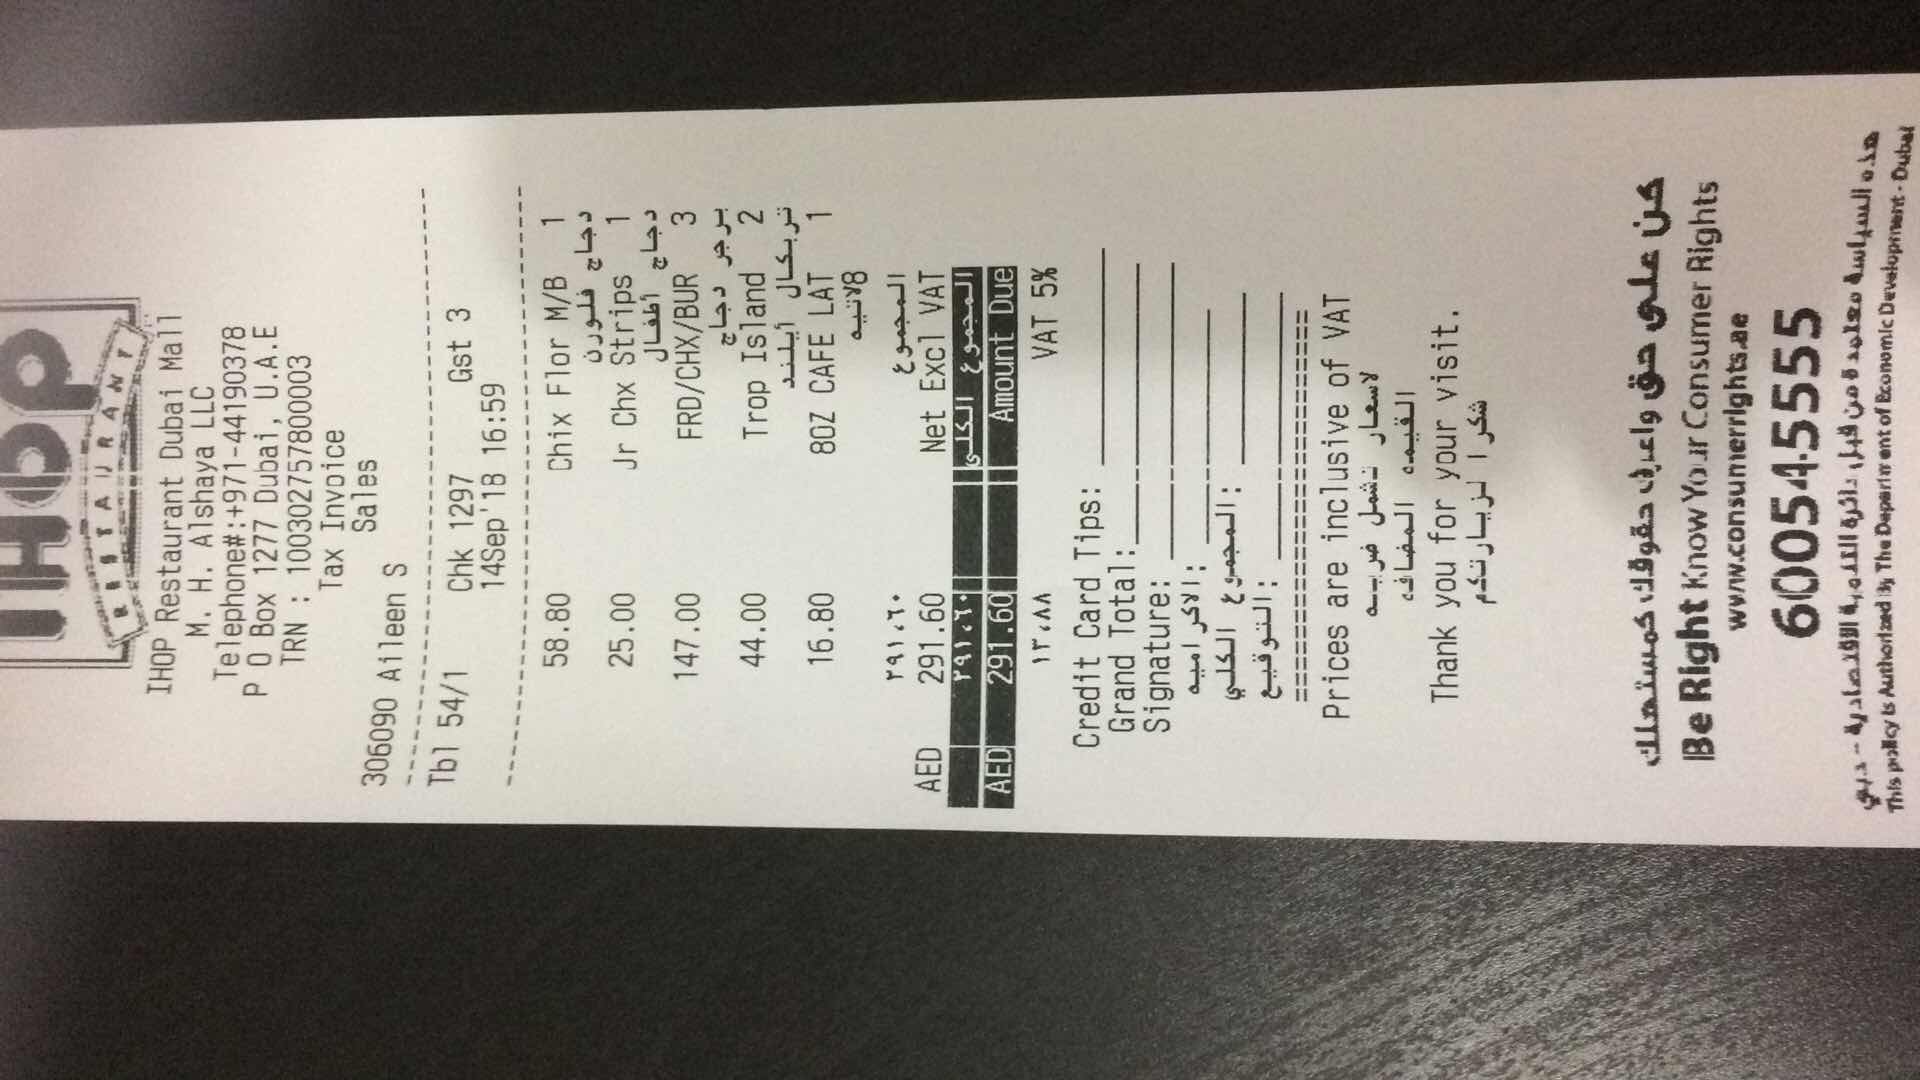 IHOP
RESTAURANT
IHOP Restaurant Dubai Mall
M. H. Alshaya LLC
Telephone#:+971-44190378
P O Box 1277 Dubai, U.A.E
TRN : 100302757800003
Tax Invoice
Sales
306090 Aileen S
Tbl 54/1 Chk 1297 Gst 3
14Sep'18 16:59
58.80 Chix Flor M/B 1
دجاج فلورن
25.00 Jr Chx Strips 1
دجاج أطفال
147.00 FRD/CHX/BUR 3
برجر دجاج
44.00 Trop Island 2
تربكال أيلند
16.80 8OZ CAFE LAT 1
8لاتيه
المجموع ٢٩١،٦٠
AED 291.60 Net Excl VAT
المجموع الكلي ٢٩١،٦٠
AED 291.60 Amount Due
١٣،٨٨ VAT 5%
Credit Card Tips: ____________
Grand Total:________________
Signature: ________________
الاكراميه: ____________
المجموع الكلي: __________
التوقيع: ______________
=========================
Prices are inclusive of VAT
لاسعار تشمل ضريبه
القيمه المضافه
Thank you for your visit.
شكرا لزيارتكم
كن على حق واعرف حقوقك كمستهلك
Be Right Know Your Consumer Rights
www.consumerrights.ae
600545555
هذه السياسة معتمدة من قبل دائرة التنمية الاقتصادية - دبي
This policy is Authorized By The Department of Economic Development - Dubai